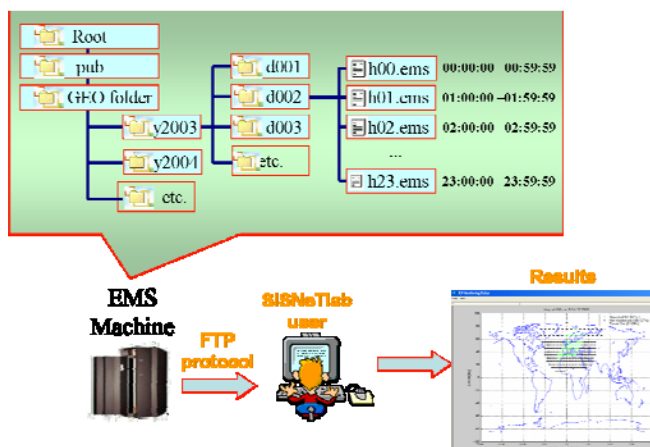 Root
pub
GEO folder
y2003
y2004
etc.
d001
d002
d003
etc.
h00.ems 00:00:00 00:59:59
h01.ems 01:00:00 –01:59:59
h02.ems 02:00:00 02:59:59
...
h23.ems 23:00:00 23:59:59
EMS
Machine
FTP
protocol
SISNeTlab
user
Results